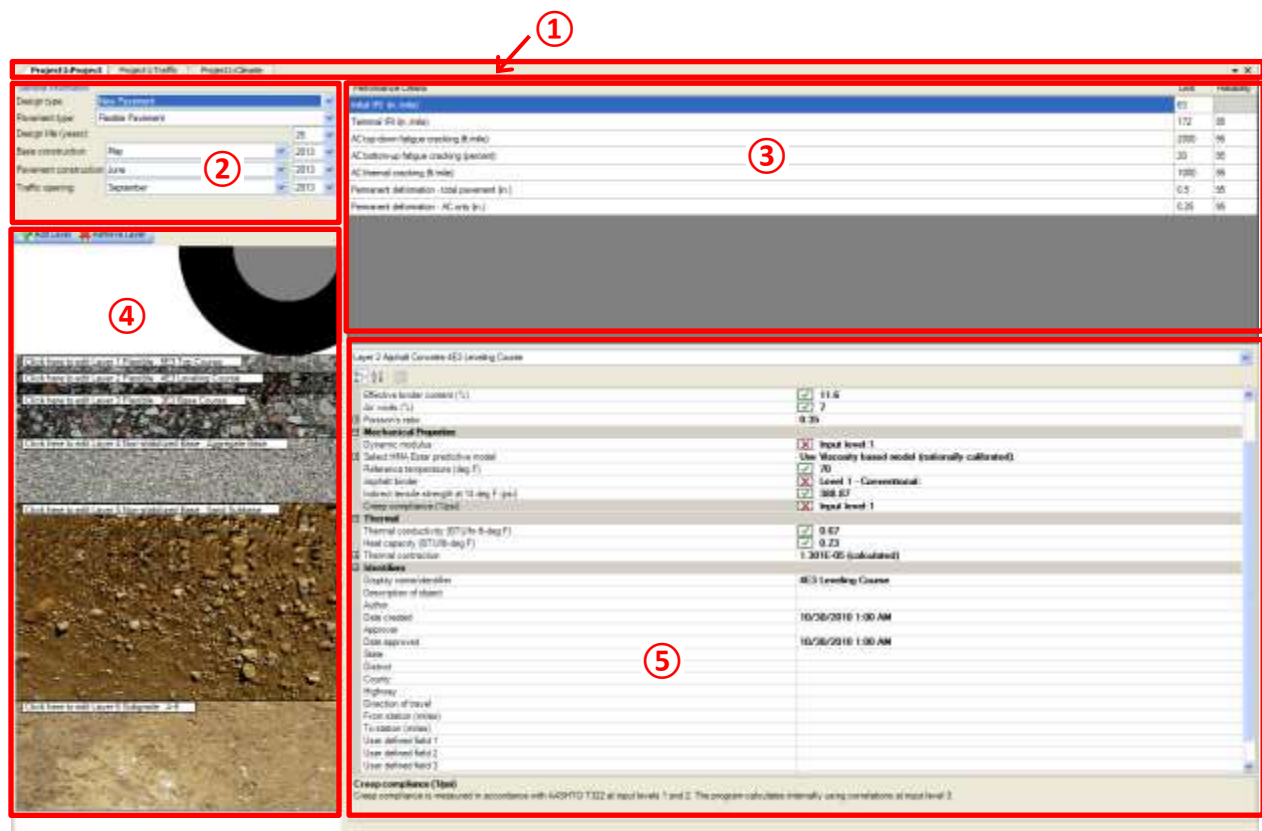 ①
Project1:Project Project1:Traffic Project1:Climate
General Information
Design type: New Pavement
Pavement type: Flexible Pavement
Design life (years):
Base construction: May 2013
Pavement construction: June 2013
Traffic opening: September 2013
②
Performance Criteria Limit Reliability
Initial IRI (in./mile) 63
Terminal IRI (in./mile) 172
AC top-down fatigue cracking (ft/mile) 2000
AC bottom-up fatigue cracking (percent) 20
AC thermal cracking (ft/mile) 1000
Permanent deformation - total pavement (in.) 0.5
Permanent deformation - AC only (in.)
③
Add Layer Remove Layer
④
Click here to edit Layer 1 Flexible : 5E3 Top Course
Click here to edit Layer 2 Flexible : 4E3 Leveling Course
Click here to edit Layer 3 Flexible : 3E3 Base Course
Click here to edit Layer 4 Non-stabilized Base : Aggregate Base
Click here to edit Layer 5 Non-stabilized Base : Sand Subbase
Click here to edit Layer 6 Subgrade :
Layer 2 Asphalt Concrete:4E3 Leveling Course
Effective binder content (%) 11.6
Air voids (%) 7
Poisson's ratio 0.35
Mechanical Properties
Dynamic modulus Input level:1
Select HMA Estar predictive model Use Viscosity based model (nationally calibrated).
Reference temperature (deg F) 70
Asphalt binder Level 1 - Conventional:
Indirect tensile strength at 14 deg F (psi)
Creep compliance (1/psi) Input level:1
Thermal
Thermal conductivity (BTU/hr-ft-deg F) 0.67
Heat capacity (BTU/lb-deg F) 0.23
Thermal contraction 1.301E-05 (calculated)
Identifiers
Display name/identifier 4E3 Leveling Course
Description of object
Author
Date created 10/30/2010 1:00 AM
Approver
Date approved 10/30/2010 1:00 AM
State
District
County
Highway
Direction of travel
From station (miles)
To station (miles)
User defined field 1
User defined field 2
User defined field 3
⑤
Creep compliance (1/psi)
Creep compliance is measured in accordance with AASHTO T322 at input levels 1 and 2. The program calculates internally using correlations at input level 3.